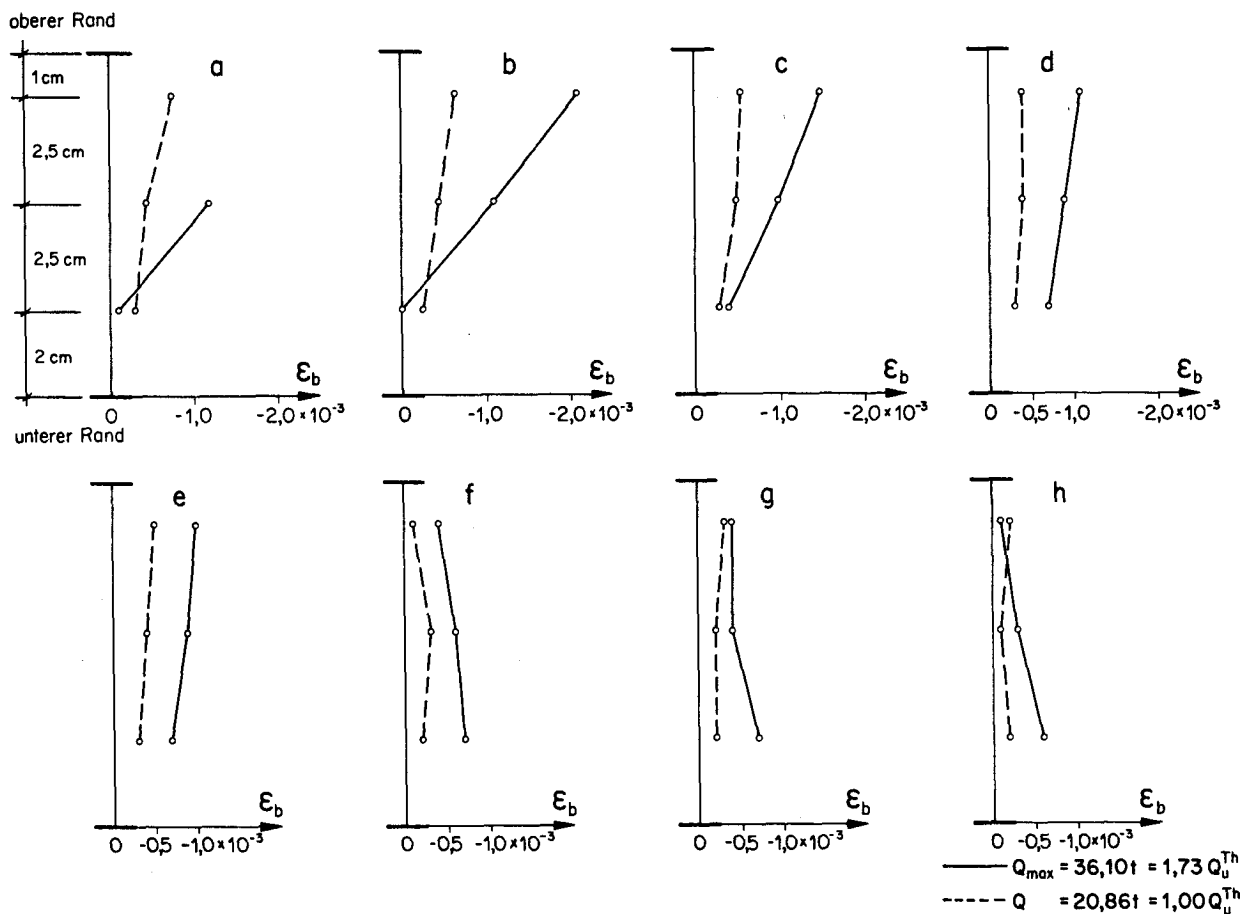 oberer Rand
1 cm
2,5 cm
2,5 cm
2 cm
unterer Rand
a
ε_b
0 -1,0 -2,0×10⁻³
b
ε_b
0 -1,0 -2,0×10⁻³
c
ε_b
0 -1,0 -2,0×10⁻³
d
ε_b
0 -0,5 -1,0 -2,0×10⁻³
e
ε_b
0 -0,5 -1,0×10⁻³
f
ε_b
0 -0,5 -1,0×10⁻³
g
ε_b
0 -0,5 -1,0×10⁻³
h
ε_b
0 -0,5 -1,0×10⁻³
Q_max = 36,10t = 1,73 Q_u^Th
Q = 20,86t = 1,00 Q_u^Th